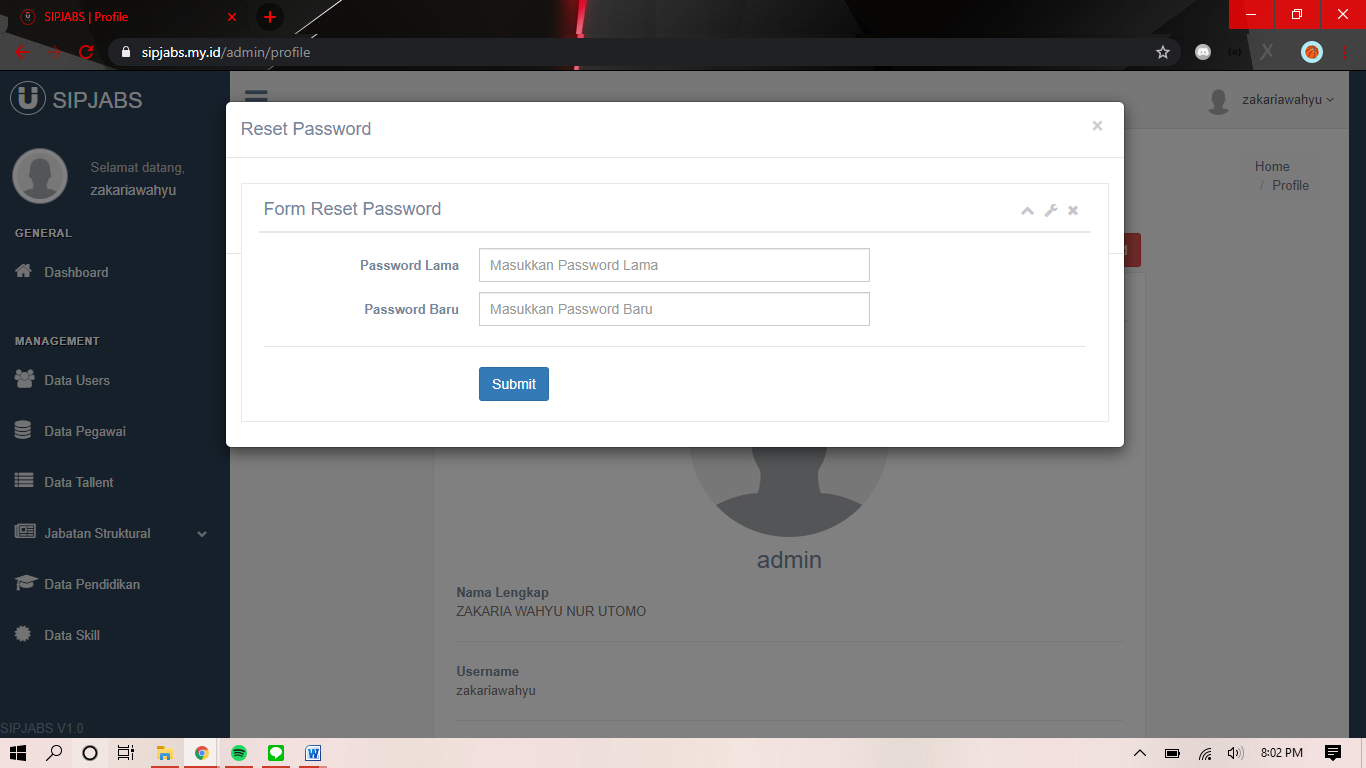 SIPJABS | Profile
sipjabs.my.id/admin/profile
SIPJABS
zakariawahyu
Reset Password
Selamat datang,
zakariawahyu
Home
/ Profile
Form Reset Password
GENERAL
Dashboard
Password Lama
Masukkan Password Lama
Password Baru
Masukkan Password Baru
Submit
MANAGEMENT
Data Users
Data Pegawai
Data Tallent
Jabatan Struktural
Data Pendidikan
Data Skill
admin
Nama Lengkap
ZAKARIA WAHYU NUR UTOMO
Username
zakariawahyu
SIPJABS V1.0
8:02 PM